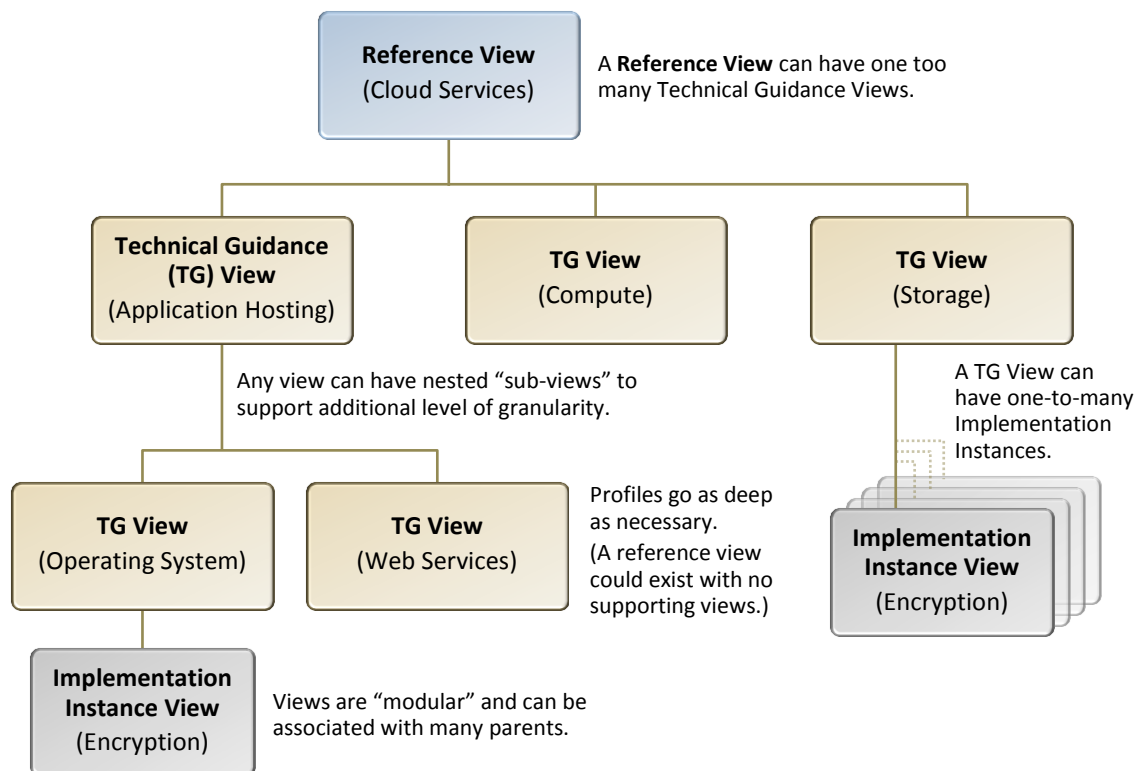 Reference View
(Cloud Services)
A Reference View can have one too
many Technical Guidance Views.
Technical Guidance
(TG) View
(Application Hosting)
TG View
(Compute)
TG View
(Storage)
Any view can have nested “sub-views” to
support additional level of granularity.
A TG View can
have one-to-many
Implementation
Instances.
TG View
(Operating System)
TG View
(Web Services)
Profiles go as deep
as necessary.
(A reference view
could exist with no
supporting views.)
Implementation
Instance View
(Encryption)
Implementation
Instance View
(Encryption)
Views are “modular” and can be
associated with many parents.